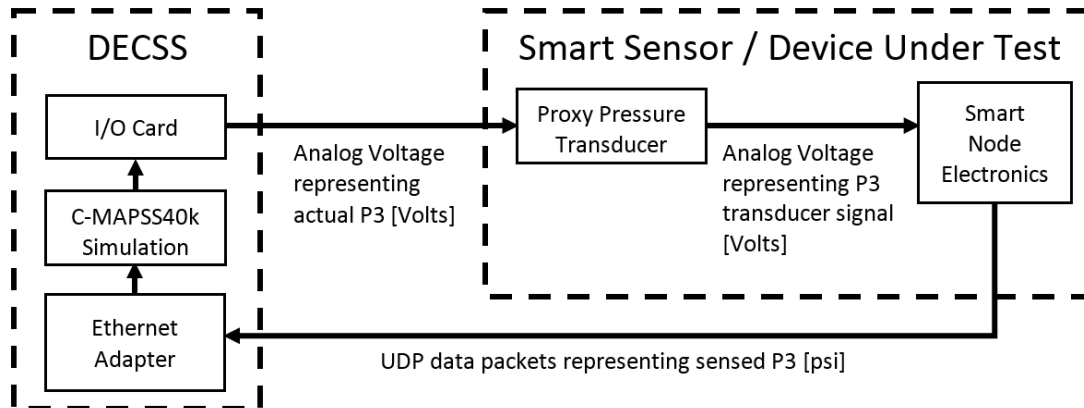 DECSS
I/O Card
C-MAPSS40k
Simulation
Ethernet
Adapter
Analog Voltage
representing
actual P3 [Volts]
Smart Sensor / Device Under Test
Proxy Pressure
Transducer
Analog Voltage
representing P3
transducer signal
[Volts]
Smart
Node
Electronics
UDP data packets representing sensed P3 [psi]